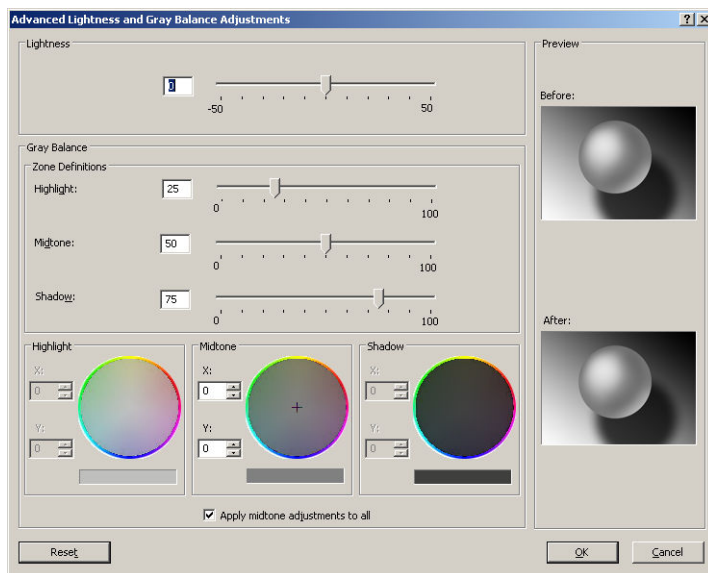 Advanced Lightness and Gray Balance Adjustments
Lightness
0
-50 50
Gray Balance
Zone Definitions
Highlight: 25
0 100
Midtone: 50
0 100
Shadow: 75
0 100
Highlight
X:
0
Y:
0
Midtone
X:
0
Y:
0
Shadow
X:
0
Y:
0
Apply midtone adjustments to all
Preview
Before:
After:
Reset OK Cancel